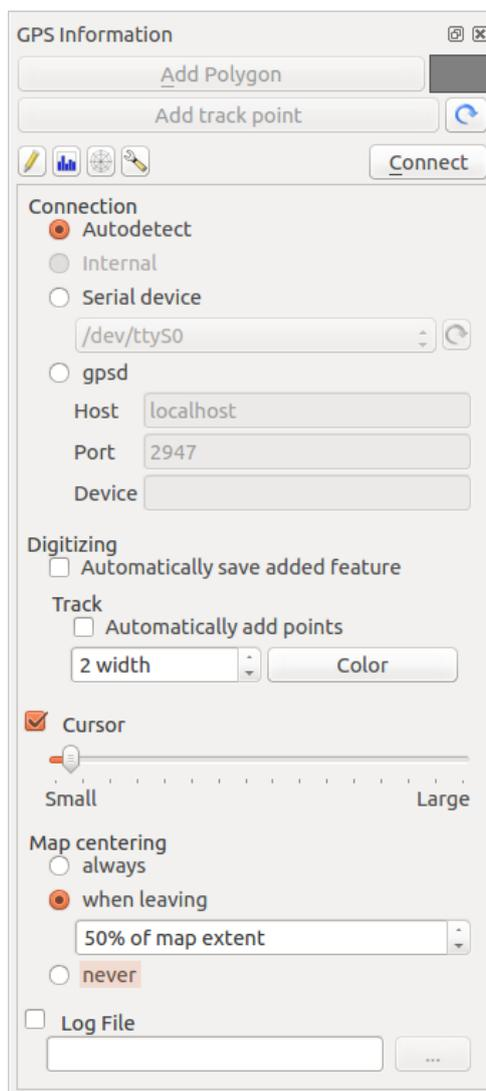 GPS Information
Add Polygon
Add track point
Connect
Connection
Autodetect
Internal
Serial device
/dev/ttyS0
gpsd
Host localhost
Port 2947
Device
Digitizing
Automatically save added feature
Track
Automatically add points
2 width Color
Cursor
Small Large
Map centering
always
when leaving
50% of map extent
never
Log File
...